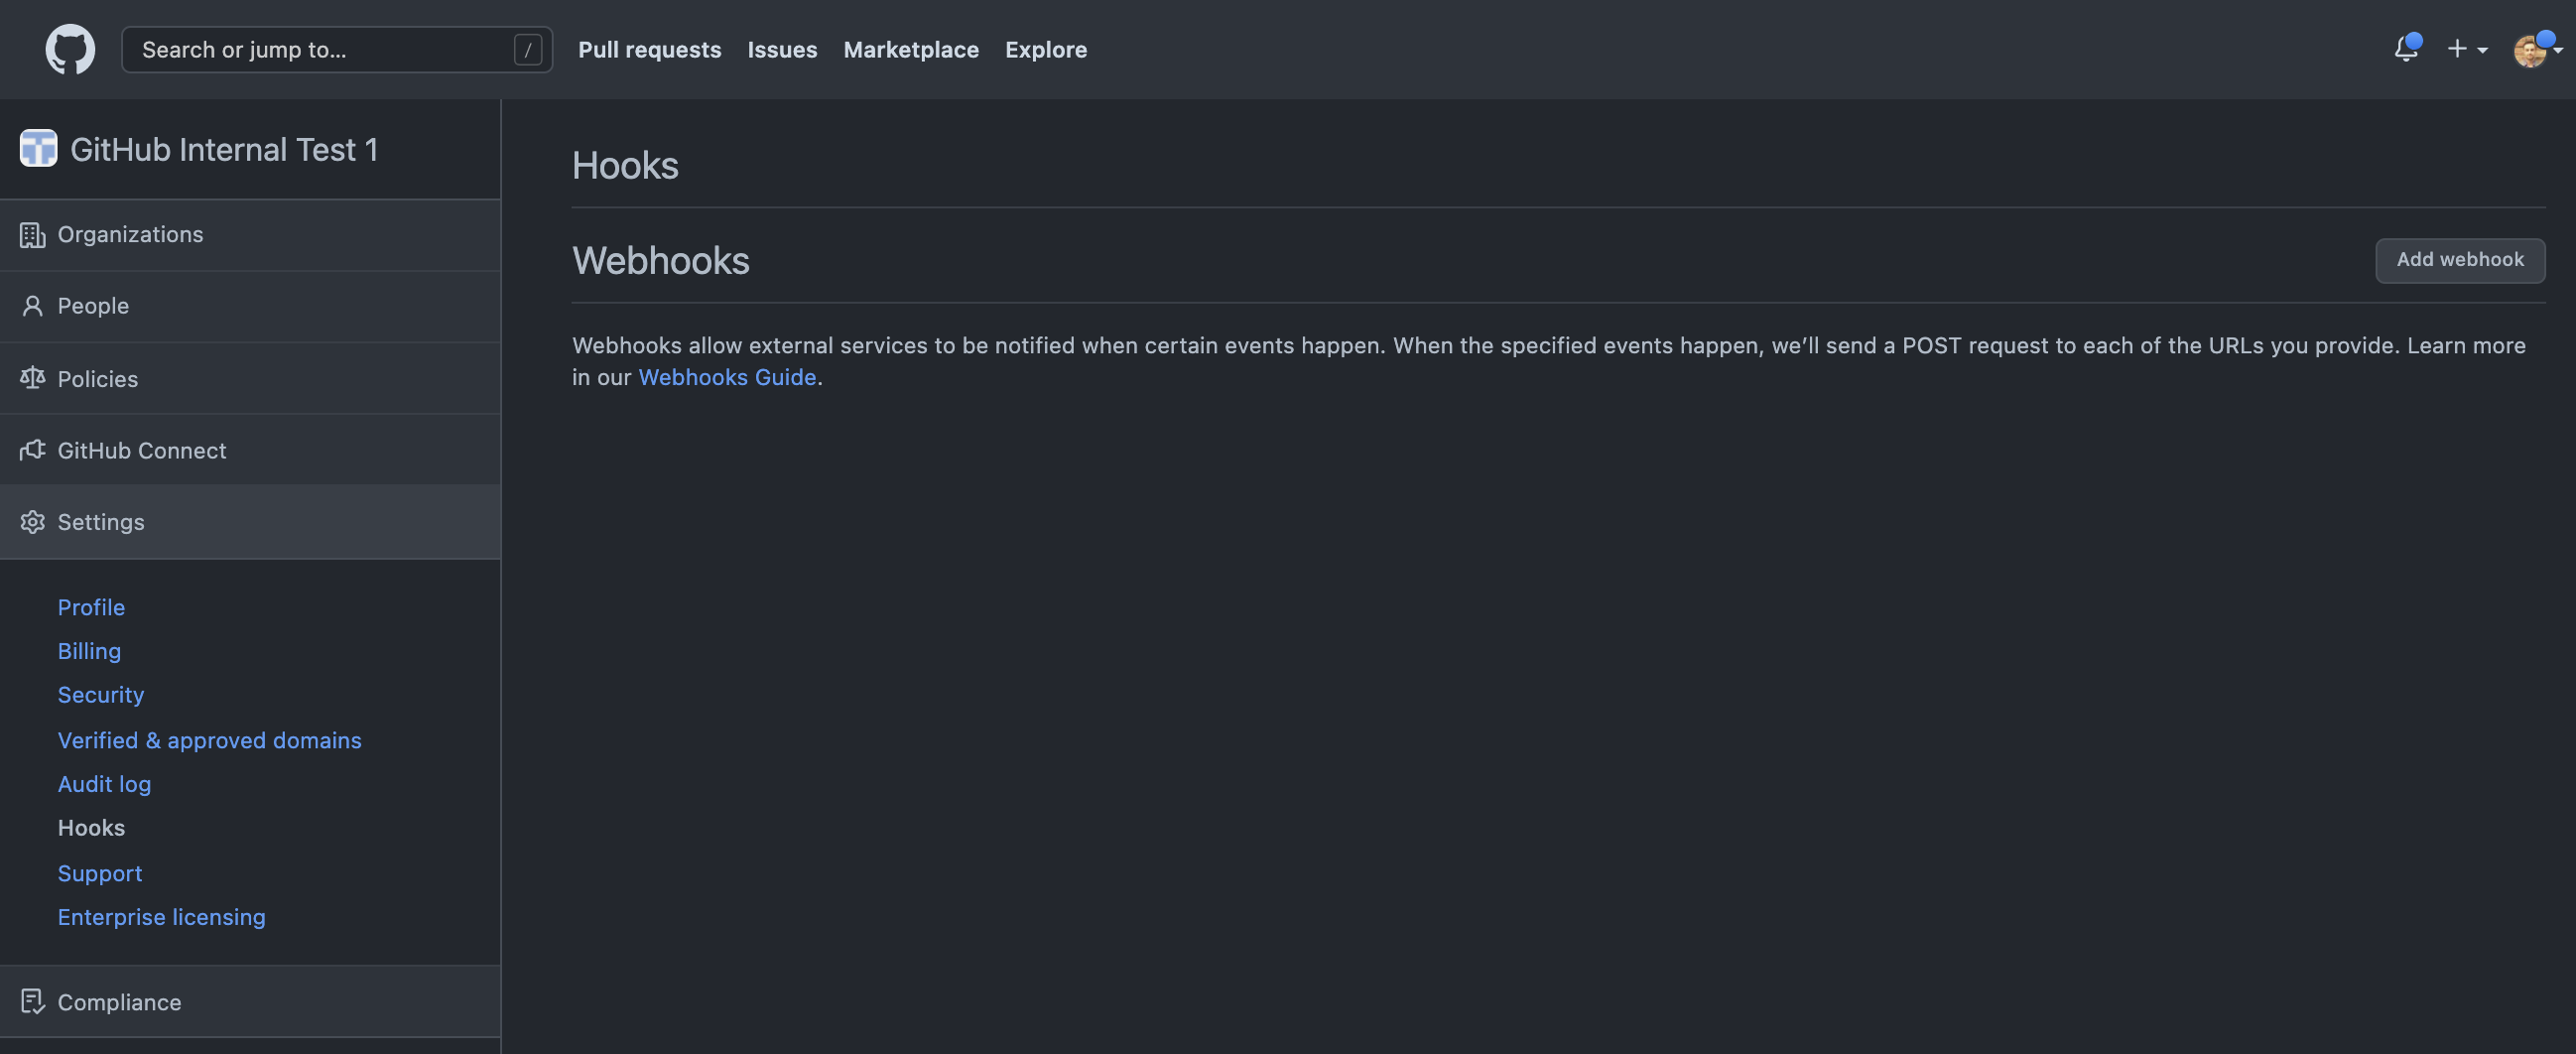 Search or jump to... /
Pull requests
Issues
Marketplace
Explore
GitHub Internal Test 1
Organizations
People
Policies
GitHub Connect
Settings
Profile
Billing
Security
Verified & approved domains
Audit log
Hooks
Support
Enterprise licensing
Compliance
Hooks
Webhooks
Add webhook
Webhooks allow external services to be notified when certain events happen. When the specified events happen, we’ll send a POST request to each of the URLs you provide. Learn more
in our Webhooks Guide.